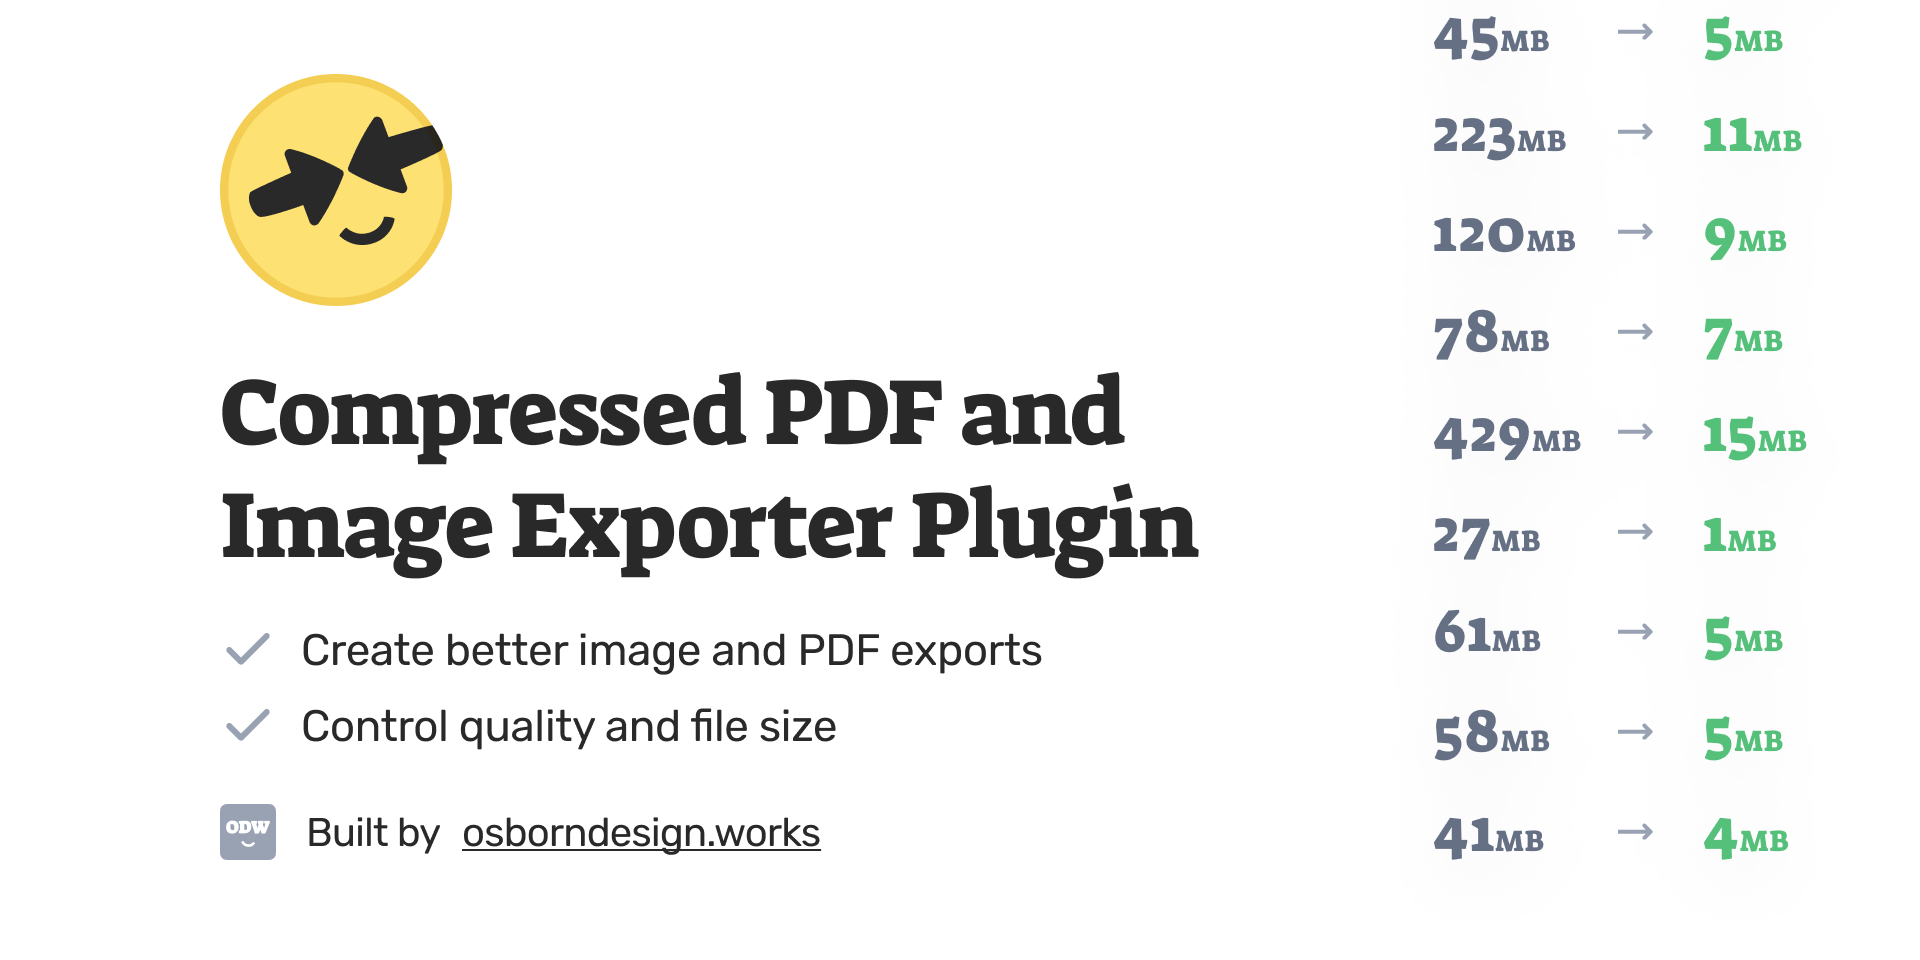 Compressed PDF and
Image Exporter Plugin
Create better image and PDF exports
Control quality and file size
ODW
Built by osborndesign.works
45MB → 5MB
223MB → 11MB
120MB → 9MB
78MB → 7MB
429MB → 15MB
27MB → 1MB
61MB → 5MB
58MB → 5MB
41MB → 4MB